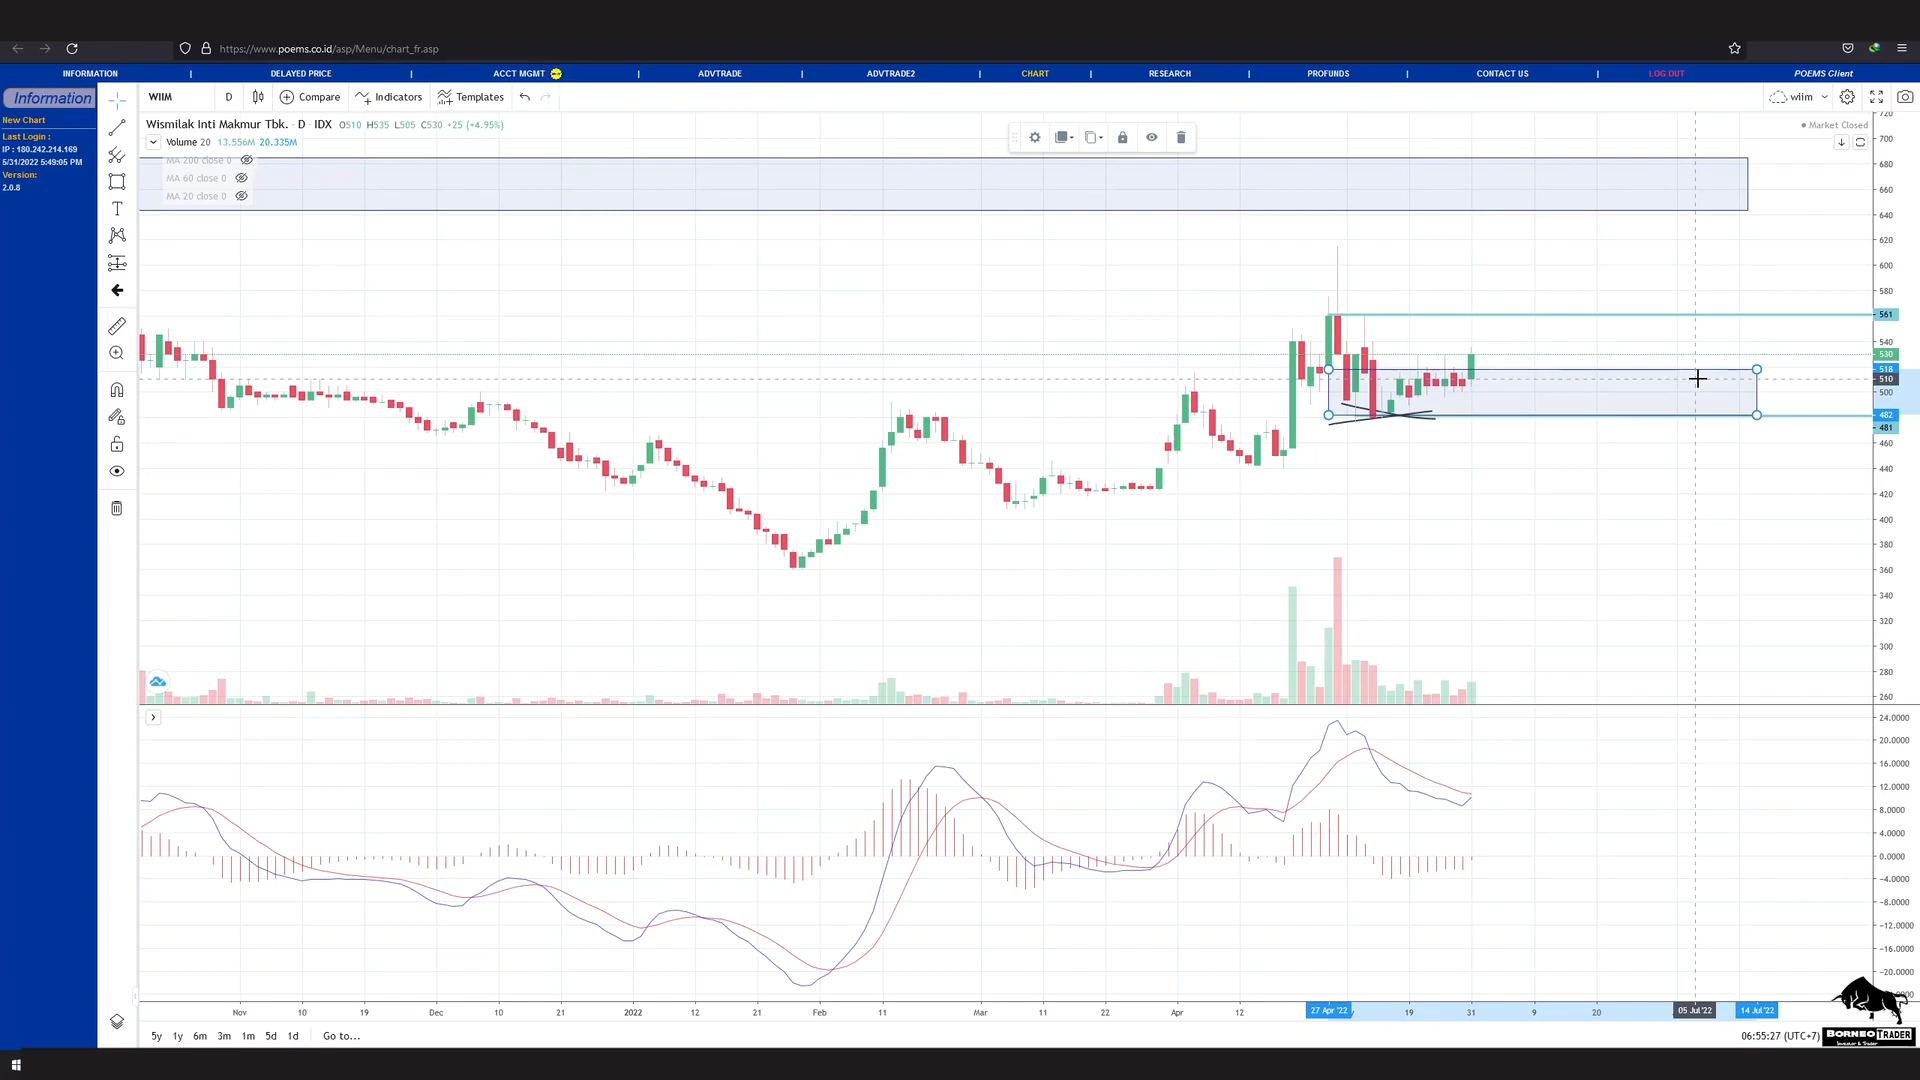 https://www.poems.co.id/asp/Menu/chart_fr.asp
INFORMATION | DELAYED PRICE | ACCT MGMT | ADVTRADE | ADVTRADE2 | CHART | RESEARCH | PROFUNDS | CONTACT US | LOG OUT POEMS Client
Information
New Chart
Last Login :
IP : 180.242.214.169
5/31/2022 5:49:05 PM
Version:
2.0.8
WIIM D Compare Indicators Templates wiim
Wismilak Inti Makmur Tbk. · D · IDX O510 H535 L505 C530 +25 (+4.95%)
Market Closed
Volume 20 13.556M 20.335M
MA 200 close 0
MA 60 close 0
MA 20 close 0
720
700
680
660
640
620
600
580
561
540
530
518
510
500
482
481
460
440
420
400
380
360
340
320
300
280
260
24.0000
20.0000
16.0000
12.0000
8.0000
4.0000
0.0000
-4.0000
-8.0000
-12.0000
-16.0000
-20.0000
Nov 10 19 Dec 10 21 2022 12 21 Feb 11 Mar 11 22 Apr 12 27 Apr '22 19 31 9 20 05 Jul '22 14 Jul '22
5y 1y 6m 3m 1m 5d 1d Go to...
06:55:27 (UTC+7)
BORNEO TRADER
Investor & Trader